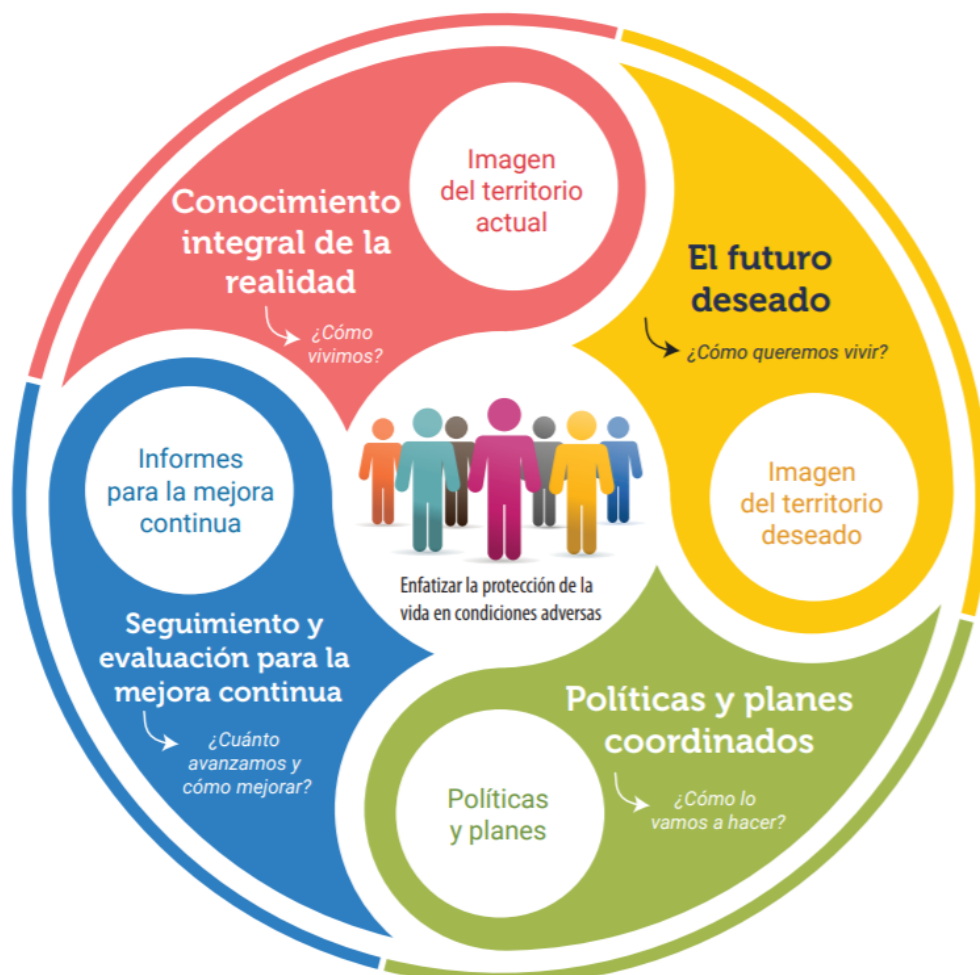 Imagen
del territorio
actual
Conocimiento
integral de la
realidad
¿Cómo
vivimos?
El futuro
deseado
¿Cómo queremos vivir?
Imagen
del territorio
deseado
Enfatizar la protección de la
vida en condiciones adversas
Políticas y planes
coordinados
¿Cómo lo
vamos a hacer?
Políticas
y planes
Seguimiento y
evaluación para la
mejora continua
¿Cuánto
avanzamos y
cómo mejorar?
Informes
para la mejora
continua